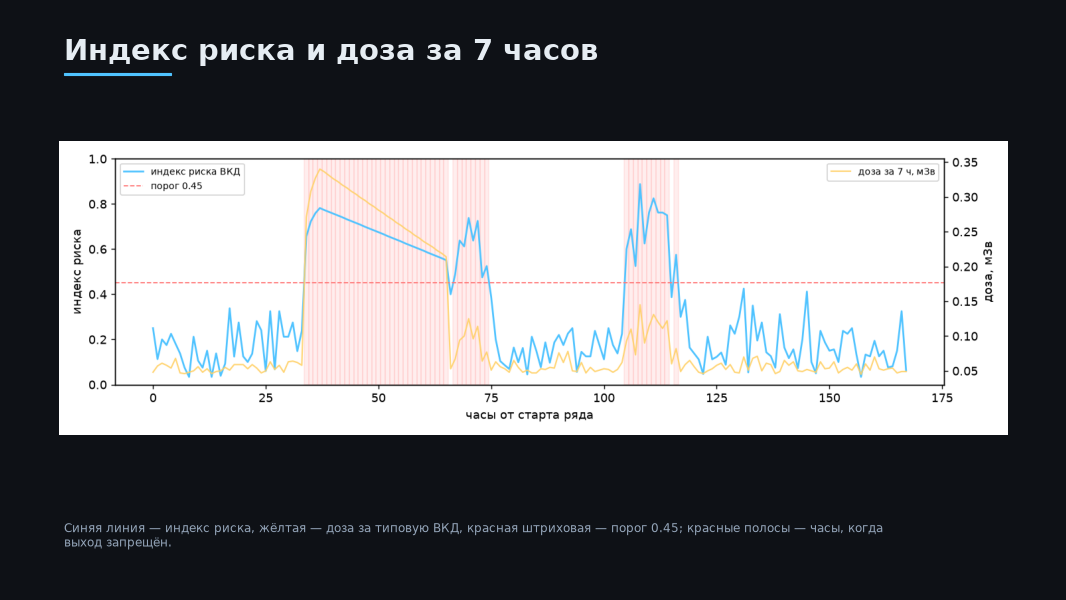 Индекс риска и доза за 7 часов
индекс риска ВКД
порог 0.45
доза за 7 ч, мЗв
1.0
0.8
0.6
0.4
0.2
0.0
индекс риска
0.35
0.30
0.25
0.20
0.15
0.10
0.05
доза, мЗв
0 25 50 75 100 125 150 175
часы от старта ряда
Синяя линия — индекс риска, жёлтая — доза за типовую ВКД, красная штриховая — порог 0.45; красные полосы — часы, когда
выход запрещён.